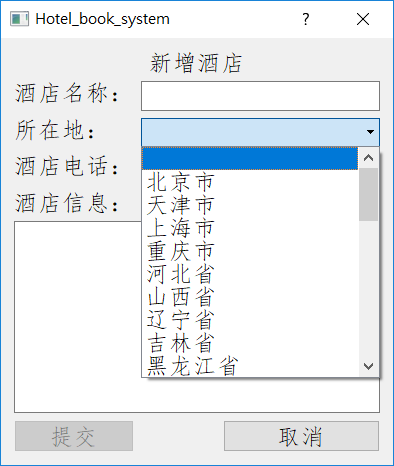 Hotel_book_system
新增酒店
酒店名称：
所在地：
酒店电话：
酒店信息：
北京市
天津市
上海市
重庆市
河北省
山西省
辽宁省
吉林省
黑龙江省
提交
取消